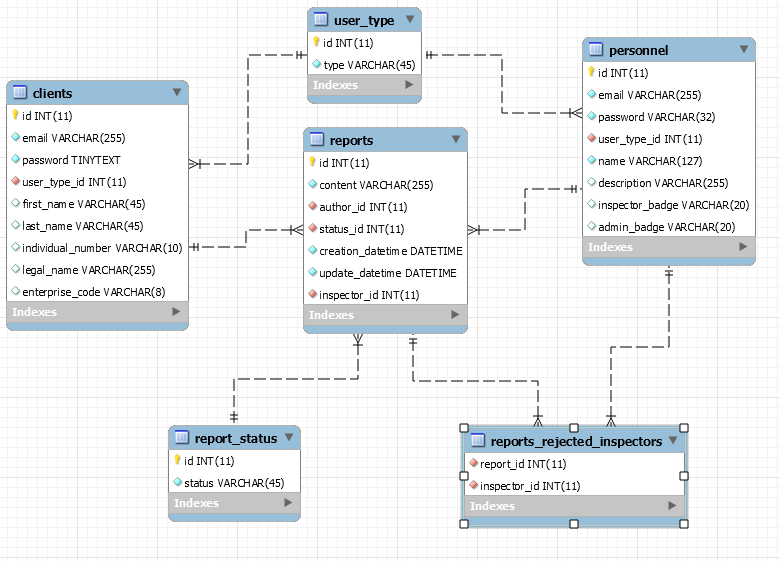 user_type
id INT(11)
type VARCHAR(45)
Indexes
personnel
id INT(11)
email VARCHAR(255)
password VARCHAR(32)
user_type_id INT(11)
name VARCHAR(127)
description VARCHAR(255)
inspector_badge VARCHAR(20)
admin_badge VARCHAR(20)
Indexes
clients
id INT(11)
email VARCHAR(255)
password TINYTEXT
user_type_id INT(11)
first_name VARCHAR(45)
last_name VARCHAR(45)
individual_number VARCHAR(10)
legal_name VARCHAR(255)
enterprise_code VARCHAR(8)
Indexes
reports
id INT(11)
content VARCHAR(255)
author_id INT(11)
status_id INT(11)
creation_datetime DATETIME
update_datetime DATETIME
inspector_id INT(11)
Indexes
report_status
id INT(11)
status VARCHAR(45)
Indexes
reports_rejected_inspectors
report_id INT(11)
inspector_id INT(11)
Indexes